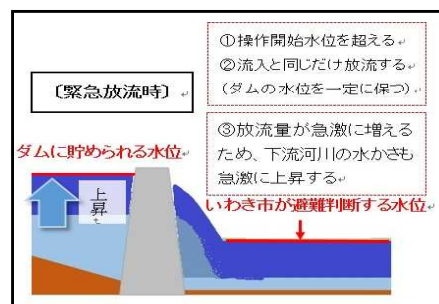 ①操作開始水位を超える
②流入と同じだけ放流する
(ダムの水位を一定に保つ)
〔緊急放流時〕
③放流量が急激に増える
ため、下流河川の水かさも
急激に上昇する
ダムに貯められる水位
上昇
いわき市が避難判断する水位